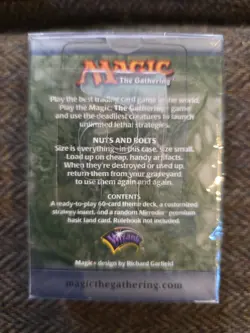 MAGIC
The Gathering
Play the best trading card game in the world.
Play the Magic: The Gathering® game
and use the deadliest creatures to launch
unlimited lethal strategies.
NUTS AND BOLTS
Size is everything–in this case, size small.
Load up on cheap, handy artifacts.
When they're destroyed or used up,
return them from your graveyard
to use them again and again.
CONTENTS
A ready-to-play 60-card theme deck, a customized
strategy insert, and a random Mirrodin™ premium
basic land card. Rulebook not included.
Wizards
Magic® design by Richard Garfield
magicthegathering.com